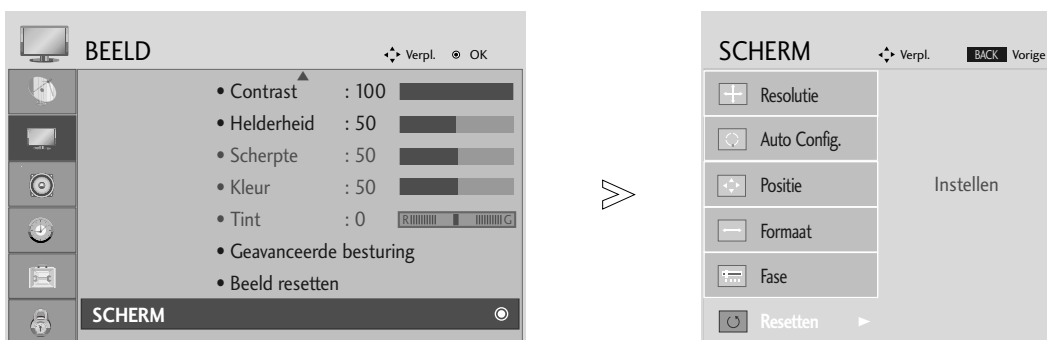 BEELD
Verpl. OK
• Contrast : 100
• Helderheid : 50
• Scherpte : 50
• Kleur : 50
• Tint : 0 R G
• Geavanceerde besturing
• Beeld resetten
SCHERM
SCHERM
Verpl. BACK Vorige
Resolutie
Auto Config.
Positie
Instellen
Formaat
Fase
Resetten